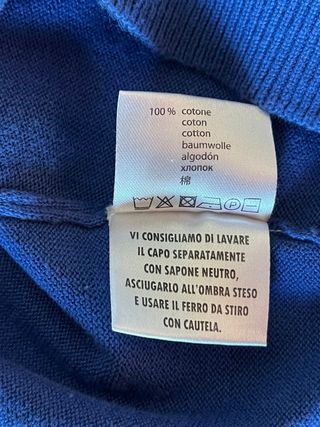 100 % cotone
coton
cotton
baumwolle
algodón
хлопок
棉
VI CONSIGLIAMO DI LAVARE
IL CAPO SEPARATAMENTE
CON SAPONE NEUTRO,
ASCIUGARLO ALL'OMBRA STESO
E USARE IL FERRO DA STIRO
CON CAUTELA.